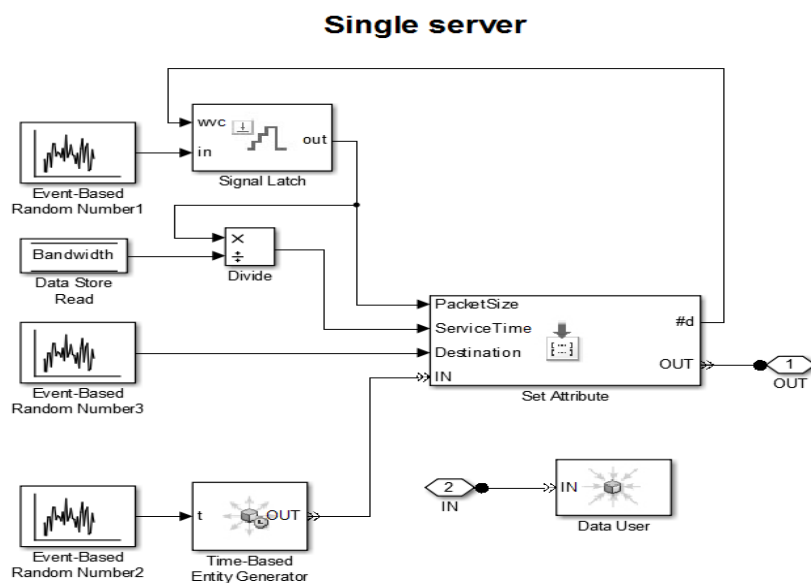 Single server
wvc
in
out
Signal Latch
Event-Based
Random Number1
Bandwidth
Data Store
Read
×
÷
Divide
Event-Based
Random Number3
PacketSize
ServiceTime
Destination
IN
#d
OUT
Set Attribute
1
OUT
Event-Based
Random Number2
t
OUT
Time-Based
Entity Generator
2
IN
IN
Data User